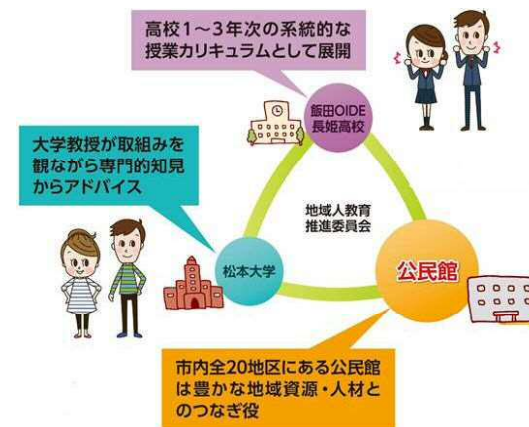 高校1〜3年次の系統的な
授業カリキュラムとして展開
飯田OIDE
長姫高校
大学教授が取組みを
観ながら専門的知見
からアドバイス
地域人教育
推進委員会
松本大学
公民館
市内全20地区にある公民館
は豊かな地域資源・人材と
のつなぎ役